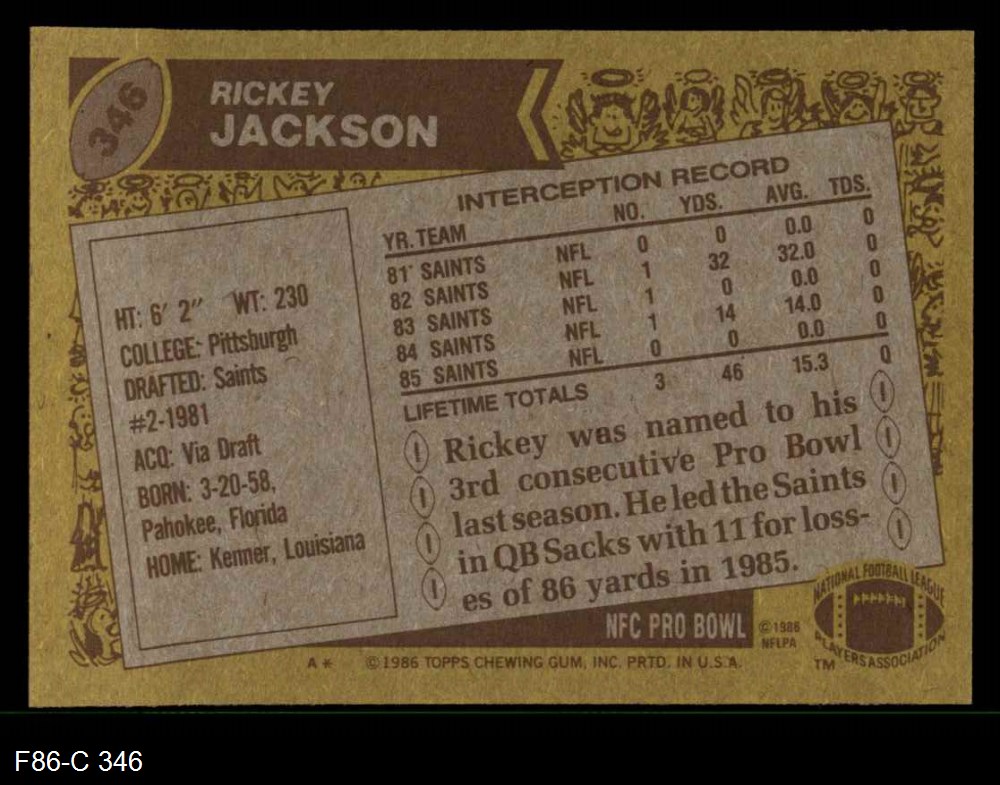 346
RICKEY
JACKSON
INTERCEPTION RECORD
YR. TEAM NO. YDS. AVG. TDS.
81' SAINTS NFL 0 0 0.0 0
82 SAINTS NFL 1 32 32.0 0
83 SAINTS NFL 1 0 0.0 0
84 SAINTS NFL 1 14 14.0 0
85 SAINTS NFL 0 0 0.0 0
LIFETIME TOTALS 3 46 15.3 0
HT: 6' 2" WT: 230
COLLEGE: Pittsburgh
DRAFTED: Saints
#2-1981
ACQ: Via Draft
BORN: 3-20-58,
Pahokee, Florida
HOME: Kenner, Louisiana
Rickey was named to his
3rd consecutive Pro Bowl
last season. He led the Saints
in QB Sacks with 11 for loss-
es of 86 yards in 1985.
NFC PRO BOWL
©1986
NFLPA
NATIONAL FOOTBALL LEAGUE
PLAYERS ASSOCIATION
TM
A* ©1986 TOPPS CHEWING GUM, INC. PRTD. IN U.S.A.
F86-C 346